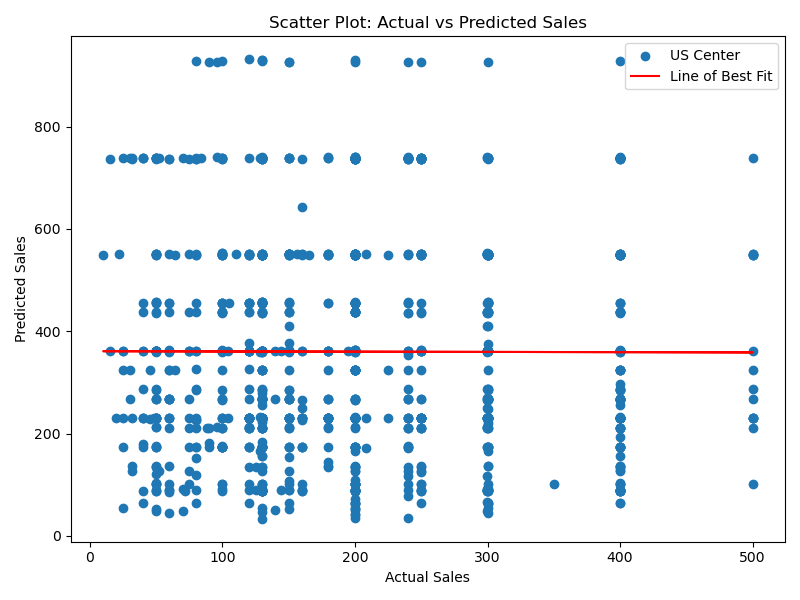 Scatter Plot: Actual vs Predicted Sales
US Center
Line of Best Fit
Predicted Sales
800
600
400
200
0
0 100 200 300 400 500
Actual Sales